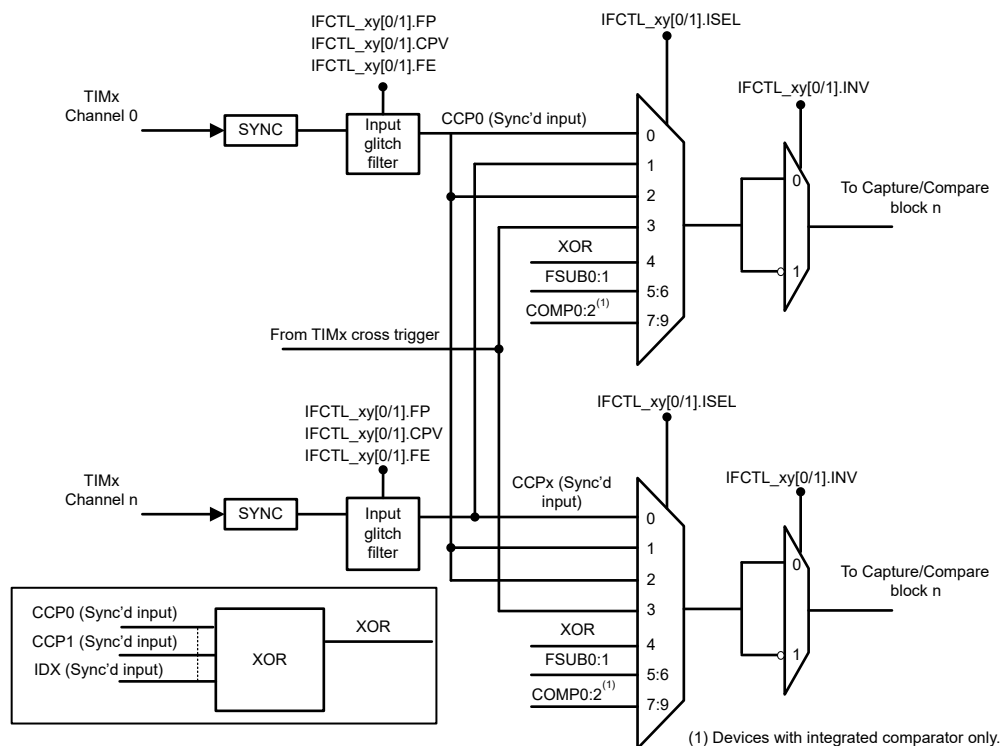 IFCTL_xy[0/1].FP
IFCTL_xy[0/1].CPV
IFCTL_xy[0/1].FE
IFCTL_xy[0/1].ISEL
IFCTL_xy[0/1].INV
TIMx
Channel 0
SYNC
Input
glitch
filter
CCP0 (Sync'd input)
0
1
2
3
XOR
4
FSUB0:1
5:6
COMP0:2(1)
7:9
0
1
To Capture/Compare
block n
From TIMx cross trigger
IFCTL_xy[0/1].FP
IFCTL_xy[0/1].CPV
IFCTL_xy[0/1].FE
IFCTL_xy[0/1].ISEL
IFCTL_xy[0/1].INV
TIMx
Channel n
SYNC
Input
glitch
filter
CCPx (Sync'd
input)
0
1
2
3
XOR
4
FSUB0:1
5:6
COMP0:2(1)
7:9
0
1
To Capture/Compare
block n
CCP0 (Sync'd input)
CCP1 (Sync'd input)
IDX (Sync'd input)
XOR
XOR
(1) Devices with integrated comparator only.